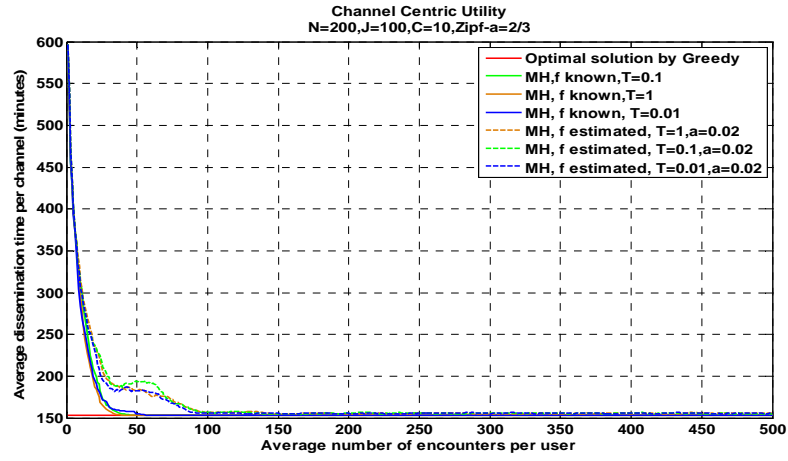 Channel Centric Utility
N=200,J=100,C=10,Zipf-a=2/3
Average dissemination time per channel (minutes)
600
550
500
450
400
350
300
250
200
150
Optimal solution by Greedy
MH,f known,T=0.1
MH, f known,T=1
MH, f known, T=0.01
MH, f estimated, T=1,a=0.02
MH, f estimated, T=0.1,a=0.02
MH, f estimated, T=0.01,a=0.02
0 50 100 150 200 250 300 350 400 450 500
Average number of encounters per user